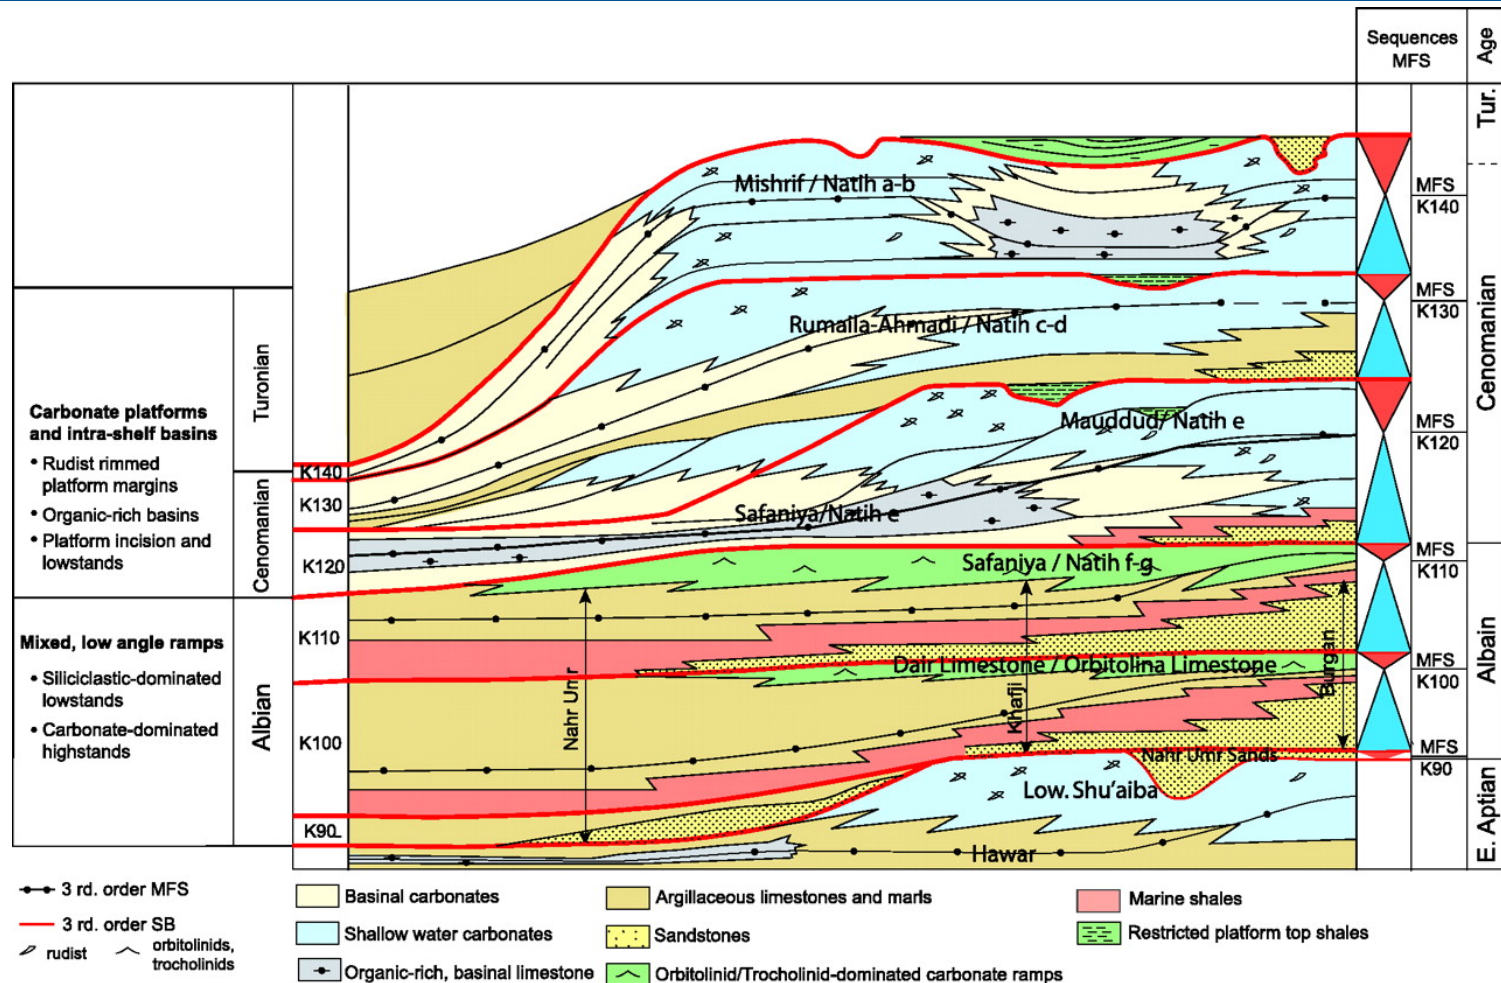 Sequences
MFS
Age
Tur.
Mishrif / Natih a-b
MFS
K140
Cenomanian
MFS
K130
Rumaila-Ahmadi / Natih c-d
Turonian
Carbonate platforms
and intra-shelf basins
• Rudist rimmed
platform margins
• Organic-rich basins
• Platform incision and
lowstands
MFS
K120
Mauddud/ Natih e
K140
K130
Cenomanian
Safaniya/Natih e
K120
MFS
K110
Safaniya / Natih f-g
Mixed, low angle ramps
• Siliciclastic-dominated
lowstands
• Carbonate-dominated
highstands
Albian
K110
Albain
MFS
K100
Dair Limestone / Orbitolina Limestone
Nahr Umr
Khafji
Burgan
K100
MFS
K90
Nahr Umr Sands
Low. Shu'aiba
E. Aptian
K90
Hawar
3 rd. order MFS
3 rd. order SB
rudist
orbitolinids,
trocholinids
Basinal carbonates
Shallow water carbonates
Organic-rich, basinal limestone
Argillaceous limestones and marls
Sandstones
Orbitolinid/Trocholinid-dominated carbonate ramps
Marine shales
Restricted platform top shales